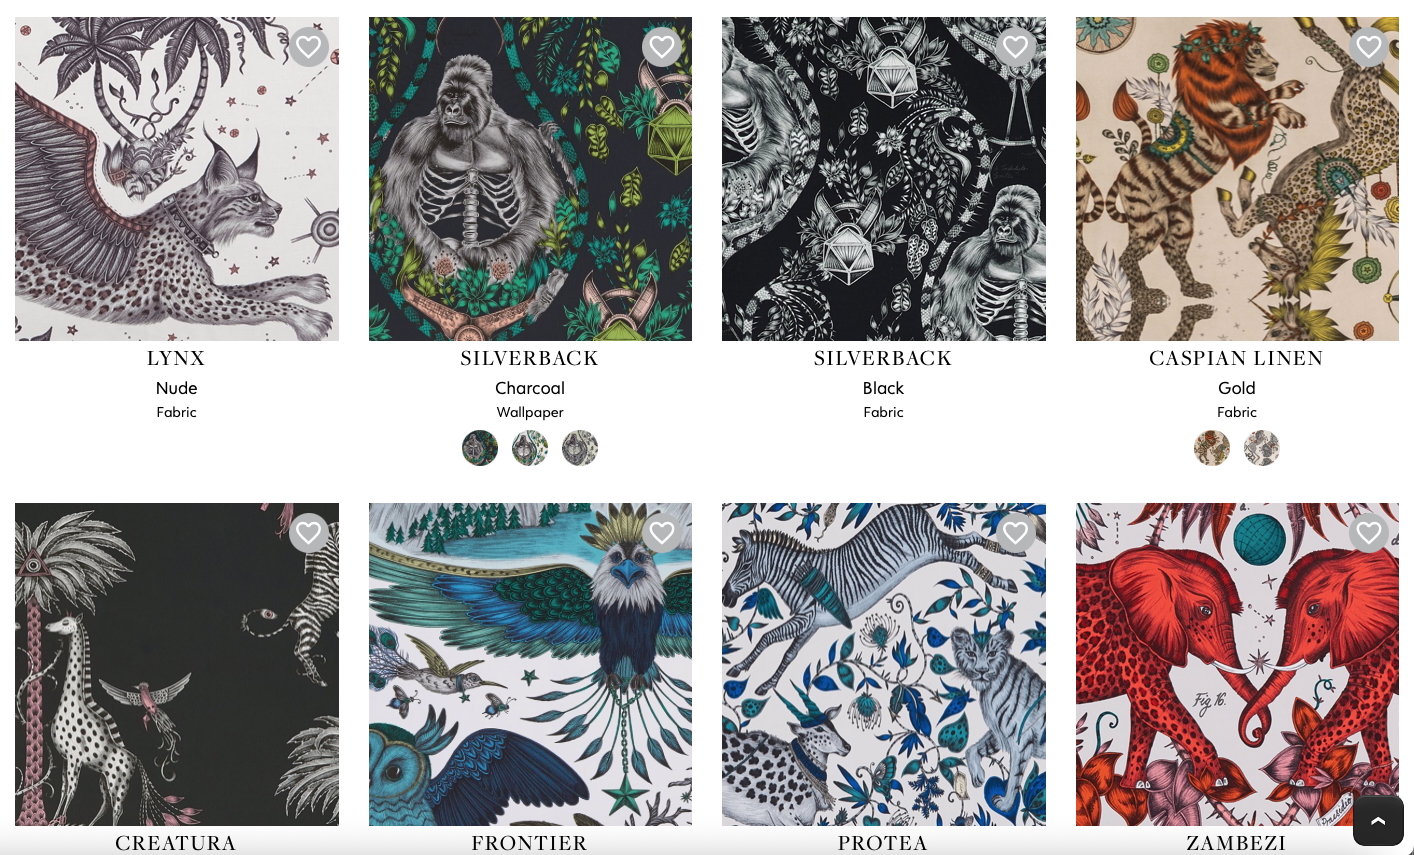 LYNX
Nude
Fabric
SILVERBACK
Charcoal
Wallpaper
SILVERBACK
Black
Fabric
CASPIAN LINEN
Gold
Fabric
Fig 16.
CREATURA
FRONTIER
PROTEA
ZAMBEZI